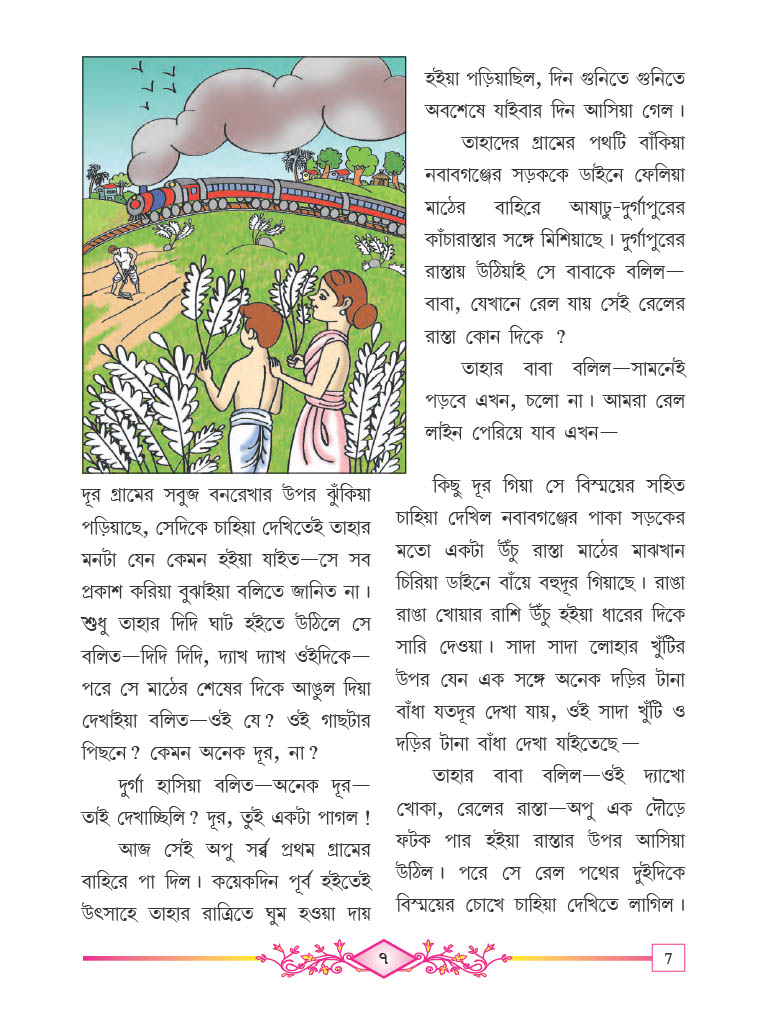 দূর গ্রামের সবুজ বনরেখার উপর ঝুঁকিয়া
পড়িয়াছে, সেদিকে চাহিয়া দেখিতেই তাহার
মনটা যেন কেমন হইয়া যাইত—সে সব
প্রকাশ করিয়া বুঝাইয়া বলিতে জানিত না।
শুধু তাহার দিদি ঘাট হইতে উঠিলে সে
বলিত—দিদি দিদি, দ্যাখ দ্যাখ ওইদিকে—
পরে সে মাঠের শেষের দিকে আঙুল দিয়া
দেখাইয়া বলিত—ওই যে? ওই গাছটার
পিছনে? কেমন অনেক দূর, না?
দুর্গা হাসিয়া বলিত—অনেক দূর—
তাই দেখাচ্ছিলি? দূর, তুই একটা পাগল!
আজ সেই অপু সর্ব্ব প্রথম গ্রামের
বাহিরে পা দিল। কয়েকদিন পূর্ব হইতেই
উৎসাহে তাহার রাত্রিতে ঘুম হওয়া দায়
হইয়া পড়িয়াছিল, দিন গুনিতে গুনিতে
অবশেষে যাইবার দিন আসিয়া গেল।
তাহাদের গ্রামের পথটি বাঁকিয়া
নবাবগঞ্জের সড়ককে ডাইনে ফেলিয়া
মাঠের বাহিরে আষাঢ়ু-দুর্গাপুরের
কাঁচারাস্তার সঙ্গে মিশিয়াছে। দুর্গাপুরের
রাস্তায় উঠিয়াই সে বাবাকে বলিল—
বাবা, যেখানে রেল যায় সেই রেলের
রাস্তা কোন দিকে ?
তাহার বাবা বলিল—সামনেই
পড়বে এখন, চলো না। আমরা রেল
লাইন পেরিয়ে যাব এখন—
কিছু দূর গিয়া সে বিস্ময়ের সহিত
চাহিয়া দেখিল নবাবগঞ্জের পাকা সড়কের
মতো একটা উঁচু রাস্তা মাঠের মাঝখান
চিরিয়া ডাইনে বাঁয়ে বহুদূর গিয়াছে। রাঙা
রাঙা খোয়ার রাশি উঁচু হইয়া ধারের দিকে
সারি দেওয়া। সাদা সাদা লোহার খুঁটির
উপর যেন এক সঙ্গে অনেক দড়ির টানা
বাঁধা যতদূর দেখা যায়, ওই সাদা খুঁটি ও
দড়ির টানা বাঁধা দেখা যাইতেছে—
তাহার বাবা বলিল—ওই দ্যাখো
খোকা, রেলের রাস্তা—অপু এক দৌড়ে
ফটক পার হইয়া রাস্তার উপর আসিয়া
উঠিল। পরে সে রেল পথের দুইদিকে
বিস্ময়ের চোখে চাহিয়া দেখিতে লাগিল।
৭
7